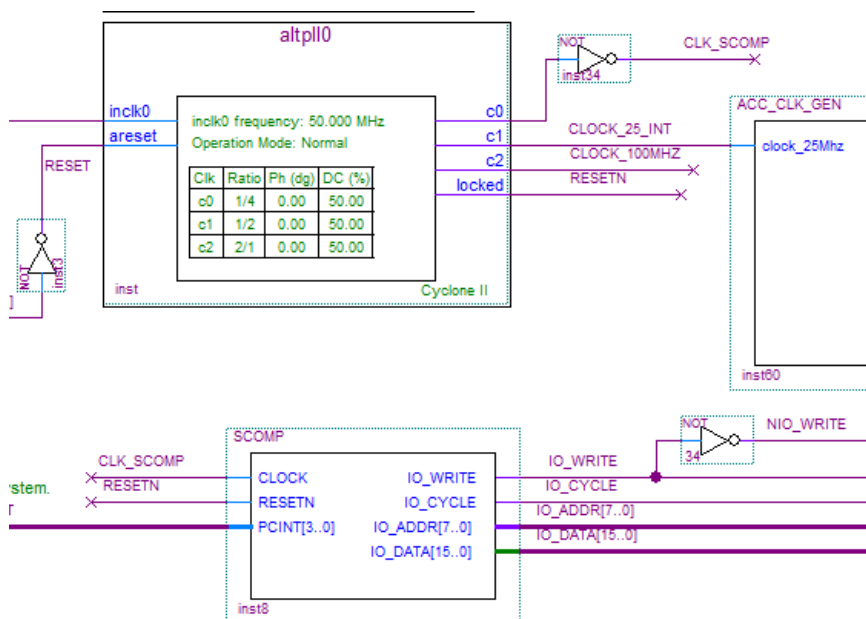 altpll0
NOT
inst34
CLK_SCOMP
inclk0
areset
inclk0 frequency: 50.000 MHz
Operation Mode: Normal
Clk Ratio Ph (dg) DC (%)
c0 1/4 0.00 50.00
c1 1/2 0.00 50.00
c2 2/1 0.00 50.00
c0
c1
c2
locked
CLOCK_25_INT
CLOCK_100MHZ
RESETN
ACC_CLK_GEN
clock_25Mhz
inst60
RESET
NOT
inst3
]
inst
Cyclone II
SCOMP
CLK_SCOMP
RESETN
ystem.
T
CLOCK
RESETN
PCINT[3..0]
IO_WRITE
IO_CYCLE
IO_ADDR[7..0]
IO_DATA[15..0]
inst8
IO_WRITE
IO_CYCLE
IO_ADDR[7..0]
IO_DATA[15..0]
NOT
34
NIO_WRITE